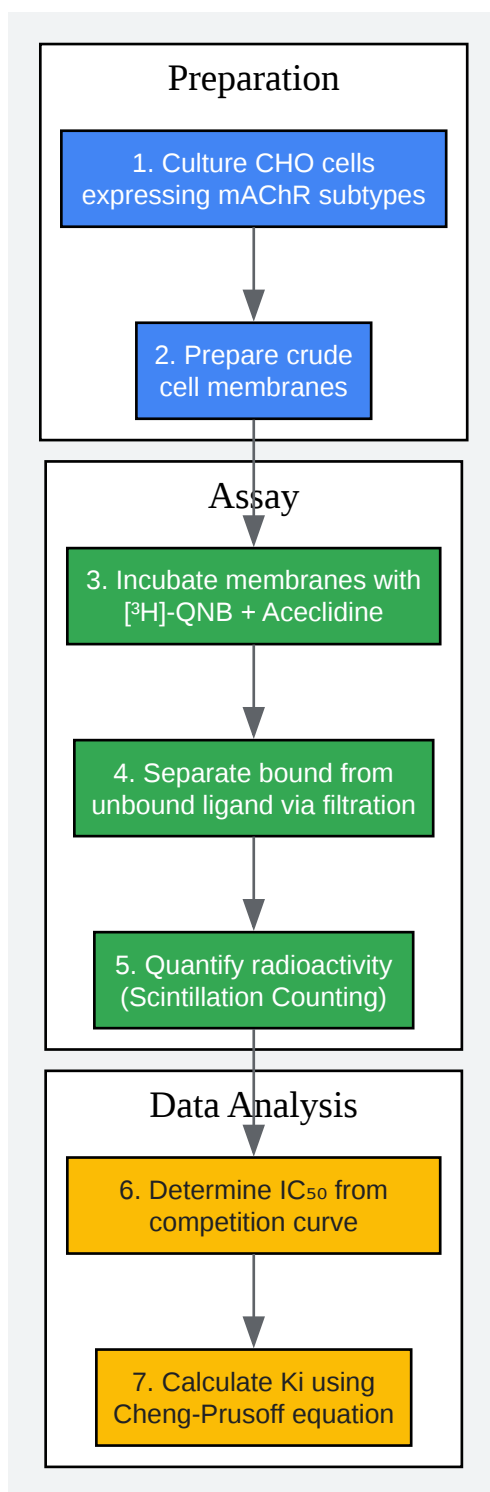 Preparation
1. Culture CHO cells
expressing mAChR subtypes
2. Prepare crude
cell membranes
Assay
3. Incubate membranes with
[³H]-QNB + Aceclidine
4. Separate bound from
unbound ligand via filtration
5. Quantify radioactivity
(Scintillation Counting)
Data Analysis
6. Determine IC₅₀ from
competition curve
7. Calculate Ki using
Cheng-Prusoff equation